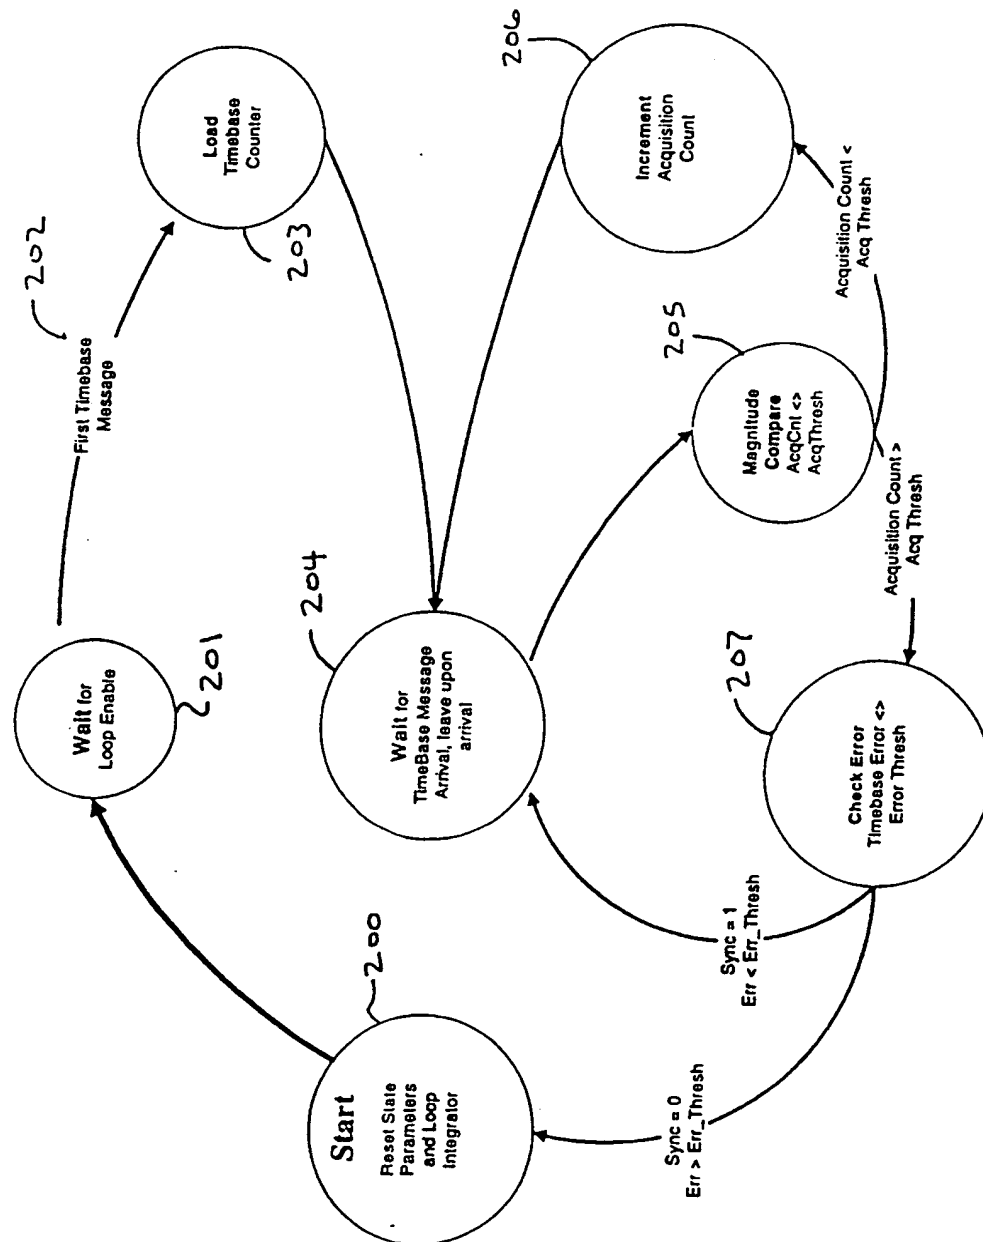 Start
Reset State
Parameters
and Loop
Integrator
200
Wait for
Loop Enable
201
First Timebase
Message
202
Load
Timebase
Counter
203
Wait for
TimeBase Message
Arrival, leave upon
arrival
204
Magnitude
Compare
AcqCnt <>
AcqThresh
205
Acquisition Count <
Acq Thresh
Increment
Acquisition
Count
206
Acquisition Count >
Acq Thresh
Check Error
Timebase Error <>
Error Thresh
207
Sync = 1
Err < Err_Thresh
Sync = 0
Err > Err_Thresh